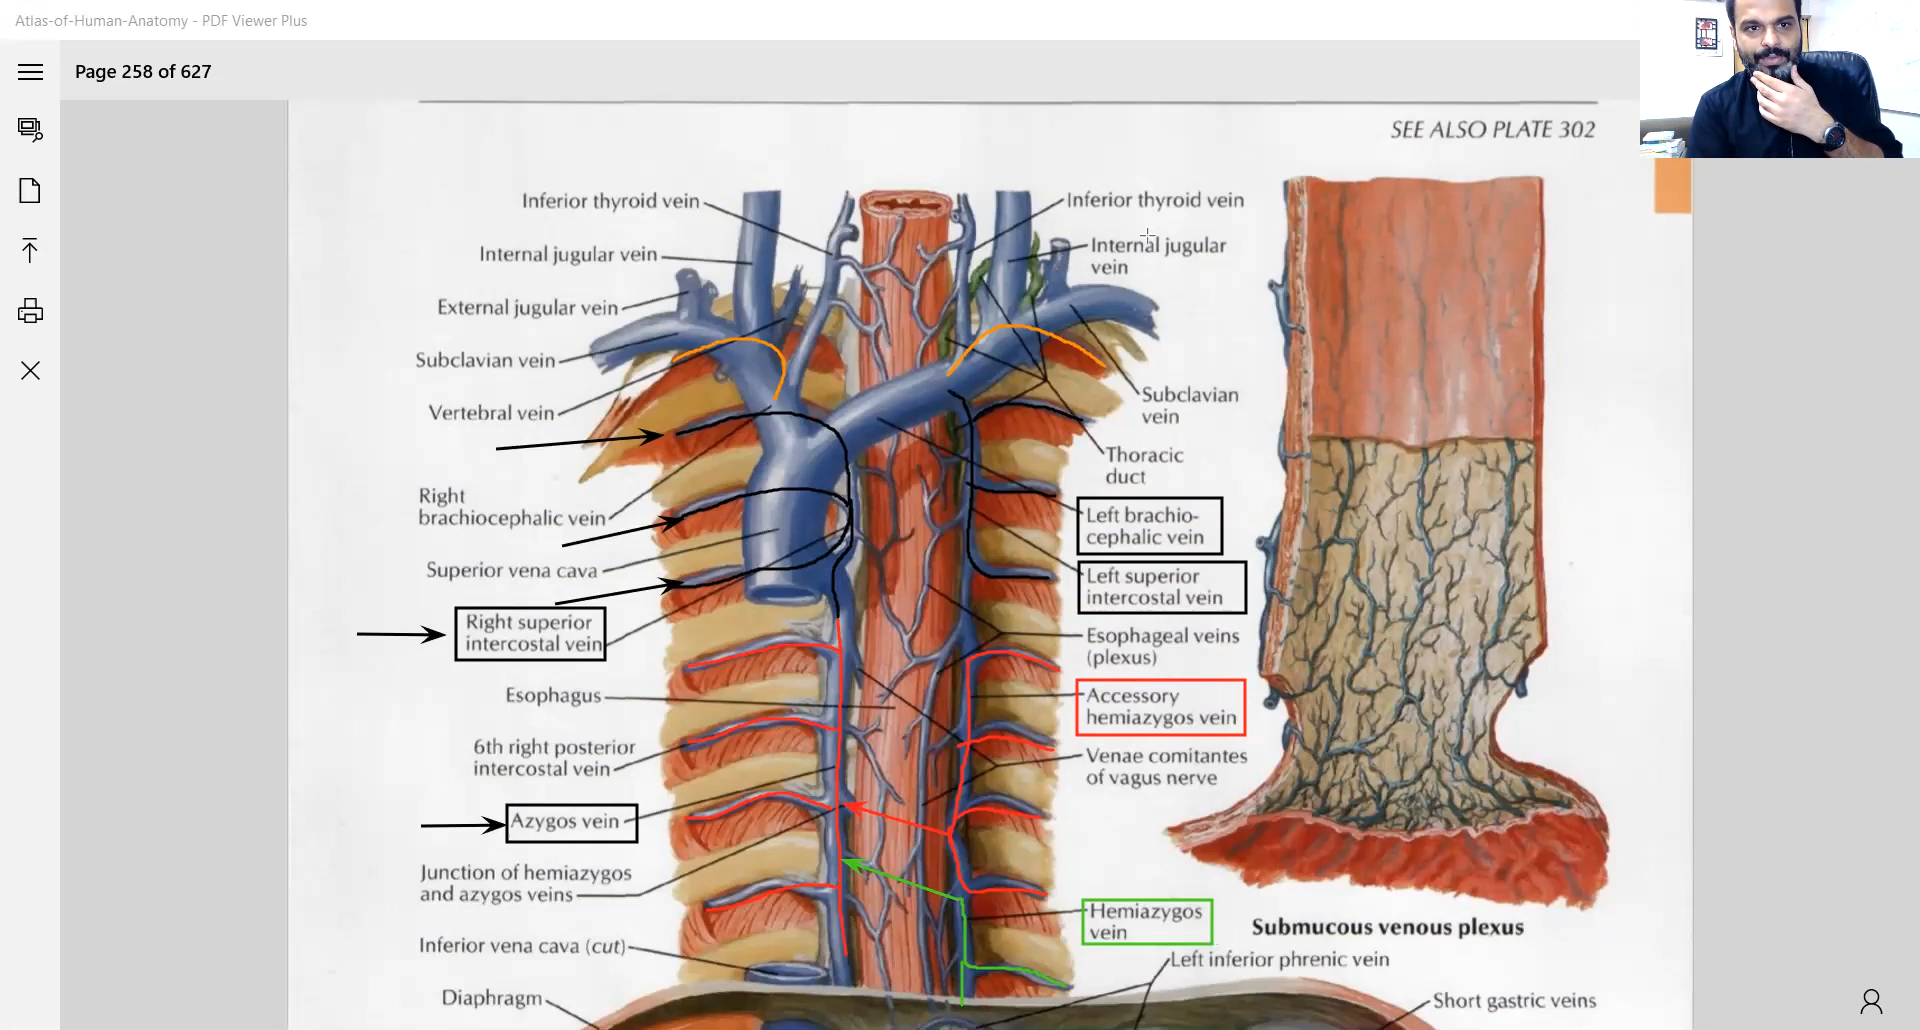 Atlas-of-Human-Anatomy - PDF Viewer Plus
Page 258 of 627
SEE ALSO PLATE 302
Inferior thyroid vein
Internal jugular vein
External jugular vein
Subclavian vein
Vertebral vein
Right
brachiocephalic vein
Superior vena cava
Right superior
intercostal vein
Esophagus
6th right posterior
intercostal vein
Azygos vein
Junction of hemiazygos
and azygos veins
Inferior vena cava (cut)
Diaphragm
Inferior thyroid vein
Internal jugular
vein
Subclavian
vein
Thoracic
duct
Left brachio-
cephalic vein
Left superior
intercostal vein
Esophageal veins
(plexus)
Accessory
hemiazygos vein
Venae comitantes
of vagus nerve
Hemiazygos
vein
Submucous venous plexus
Left inferior phrenic vein
Short gastric veins